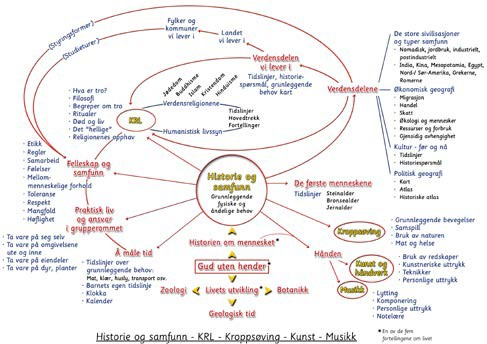 (Styringsformer)
(Studieturer)
Fylker og
kommuner
vi lever i
Landet
vi lever i
Verdensdelen
vi lever i
Tidslinjer, historie-
spørsmål, grunnleggende
behov kart
Verdensdelene
De store sivilisasjoner
og typer samfunn
· Nomadisk, jordbruk, industrielt,
postindustrielt
· India, Kina, Mesopotamia, Egypt,
Nord-/ Sør-Amerika, Grekerne,
Romerne
Økonomisk geografi
· Migrasjon
· Handel
· Skatt
· Økologi og mennesker
· Ressurser og forbruk
· Gjensidig avhengighet
Kultur - før og nå
· Tidslinjer
· Historiespørsmål
Politisk geografi
· Kart
· Atlas
· Historiske atlas
· Hva er tro?
· Filosofi
· Begreper om tro
· Ritualer
· Død og liv
· Det "hellige"
· Religionenes opphav
KRL
Jødedom
Buddhisme
Islam
Kristendom
Hinduisme
Verdensreligionene
Tidslinjer
Hovedtrekk
Fortellinger
Humanistisk livssyn
· Etikk
· Regler
· Samarbeid
· Følelser
· Mellom-
menneskelige forhold
· Toleranse
· Respekt
· Mangfold
· Høflighet
Felleskap og
samfunn
Historie og
samfunn
Grunnleggende
fysiske og
åndelige behov
De første menneskene
Tidslinjer
Steinalder
Bronsealder
Jernalder
Praktisk liv
og ansvar
i grupperommet
· Ta vare på seg selv
· Ta vare på omgivelsene
ute og inne
· Ta vare på eiendeler
· Ta vare på dyr, planter
Å måle tid
· Tidslinjer over
grunnleggende behov:
Mat, klær, husly, transport osv.
· Barnets egen tidslinje
· Klokka
· Kalender
Historien om mennesket *
Gud uten hender *
Zoologi
Livets utvikling *
Botanikk
Geologisk tid
Hånden
Kroppsøving
· Grunnleggende bevegelser
· Samspill
· Bruk av naturen
· Mat og helse
Kunst og
håndverk
· Bruk av redskaper
· Kunstneriske uttrykk
· Teknikker
· Personlige uttrykk
Musikk
· Lytting
· Komponering
· Personlige uttrykk
· Notelære
* En av de fem
fortellingene om livet
Historie og samfunn - KRL - Kroppsøving - Kunst - Musikk